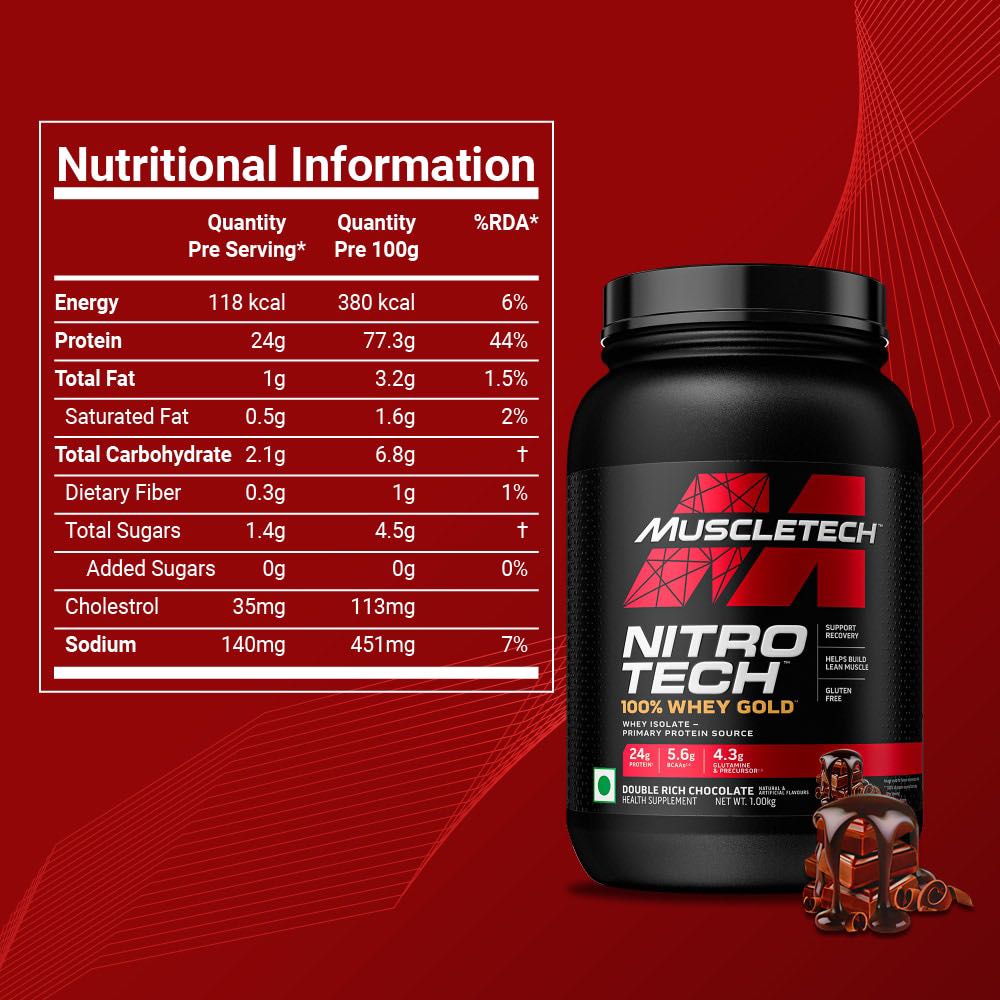 Nutritional Information
Quantity Pre Serving* Quantity Pre 100g %RDA*
Energy 118 kcal 380 kcal 6%
Protein 24g 77.3g 44%
Total Fat 1g 3.2g 1.5%
Saturated Fat 0.5g 1.6g 2%
Total Carbohydrate 2.1g 6.8g †
Dietary Fiber 0.3g 1g 1%
Total Sugars 1.4g 4.5g †
Added Sugars 0g 0g 0%
Cholestrol 35mg 113mg
Sodium 140mg 451mg 7%
MUSCLETECH™
NITRO
TECH™
100% WHEY GOLD
WHEY ISOLATE –
PRIMARY PROTEIN SOURCE
SUPPORT
RECOVERY
HELPS BUILD
LEAN MUSCLE
GLUTEN
FREE
24g
PROTEIN
5.6g
BCAAs
4.3g
GLUTAMINE
& PRECURSOR
DOUBLE RICH CHOCOLATE NATURAL &
ARTIFICIAL FLAVOURS
HEALTH SUPPLEMENT NET WT. 1.00kg